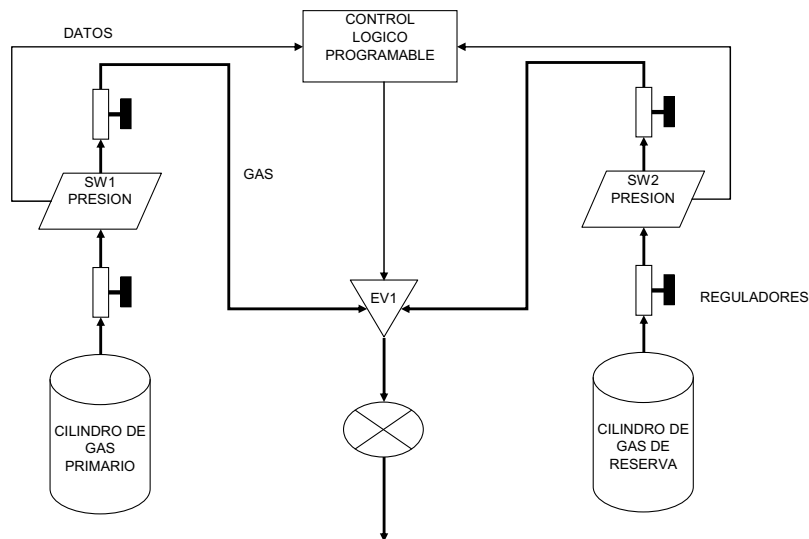 DATOS
CONTROL
LOGICO
PROGRAMABLE
SW1
PRESION
GAS
SW2
PRESION
EV1
REGULADORES
CILINDRO DE
GAS
PRIMARIO
CILINDRO DE
GAS DE
RESERVA